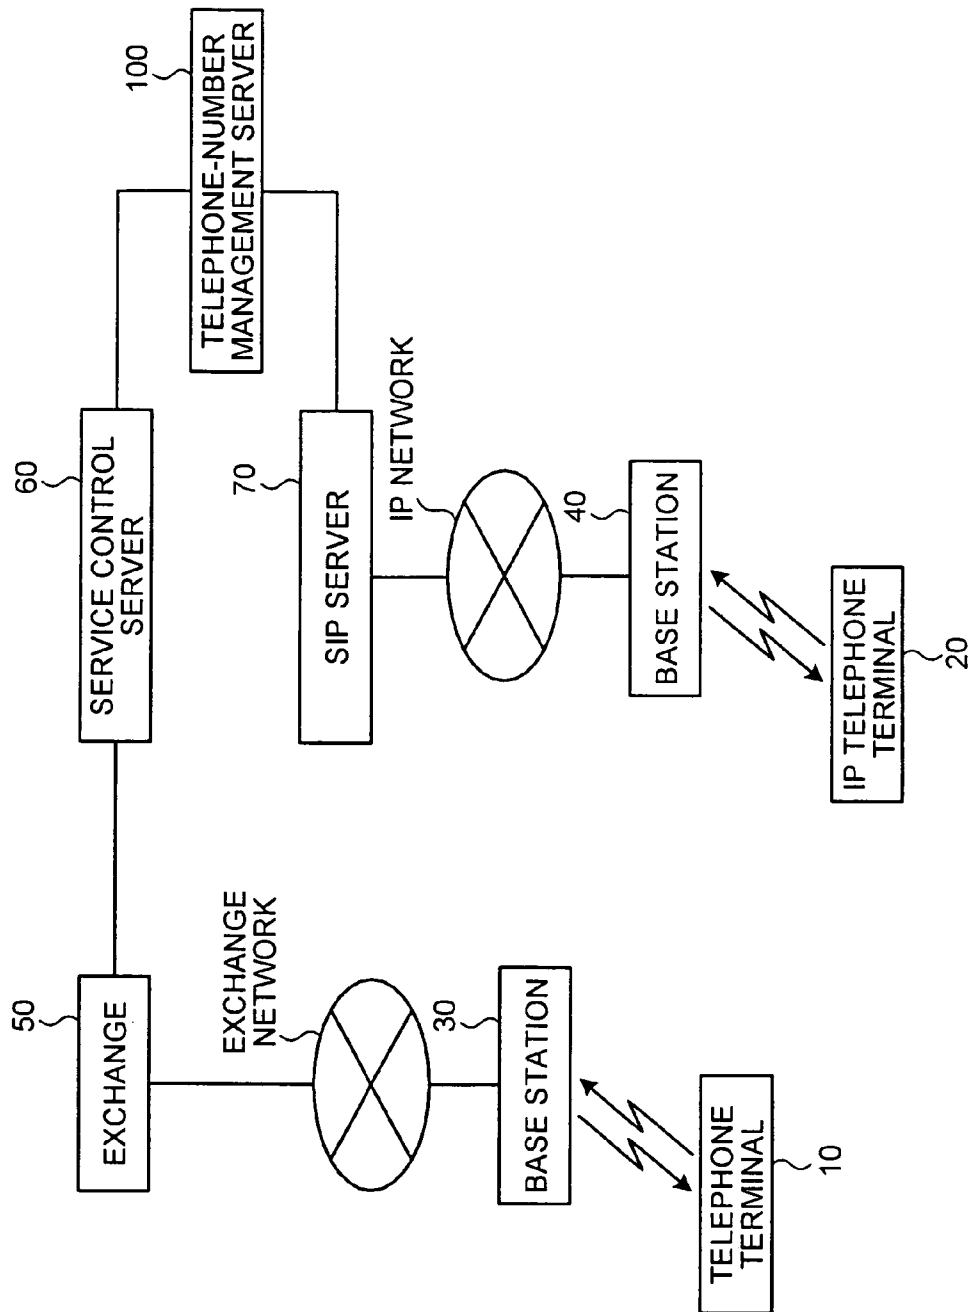 100
TELEPHONE-NUMBER
MANAGEMENT SERVER
60
SERVICE CONTROL
SERVER
50
EXCHANGE
70
SIP SERVER
IP NETWORK
EXCHANGE
NETWORK
40
BASE STATION
30
BASE STATION
IP TELEPHONE
TERMINAL
20
TELEPHONE
TERMINAL
10